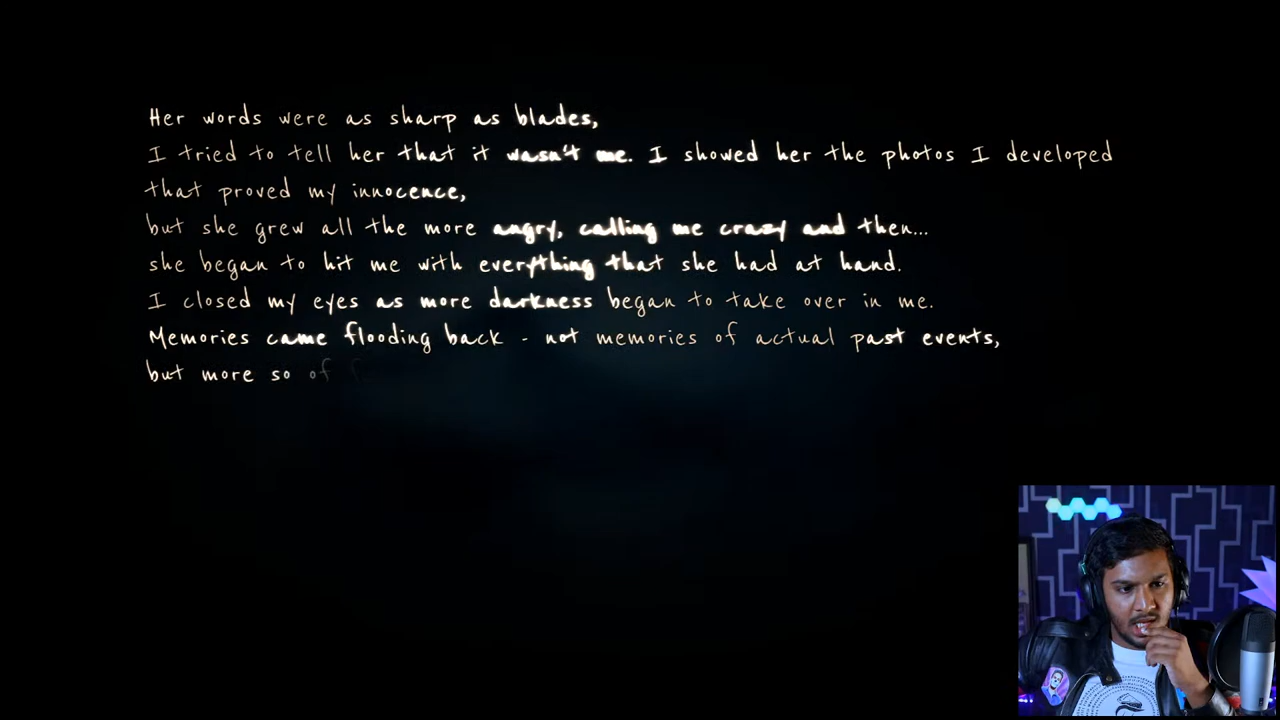 Her words were as sharp as blades,
I tried to tell her that it wasn't me. I showed her the photos I developed
that proved my innocence,
but she grew all the more angry, calling me crazy and then...
she began to hit me with everything that she had at hand.
I closed my eyes as more darkness began to take over in me.
Memories came flooding back - not memories of actual past events,
but more so of